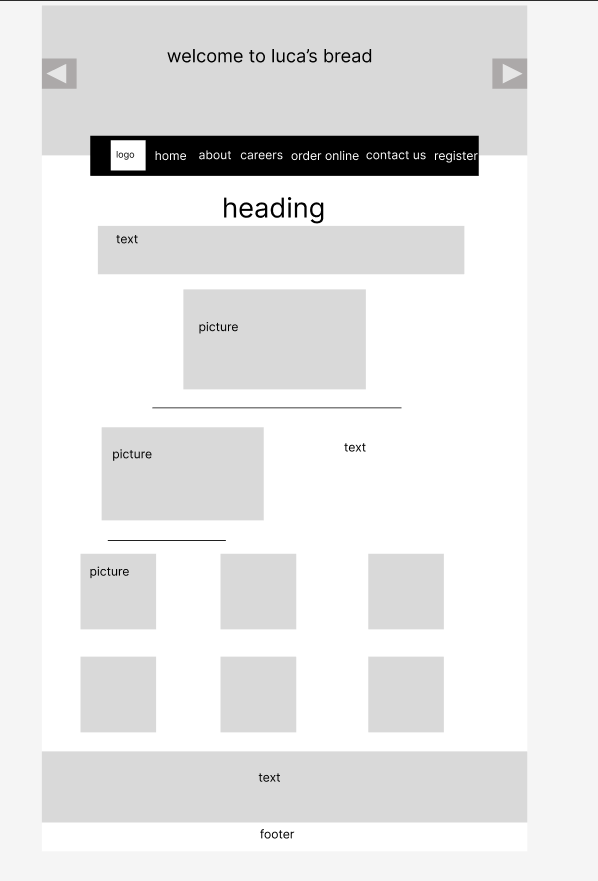 welcome to luca’s bread
logo home about careers order online contact us register
heading
text
picture
picture
text
picture
text
footer